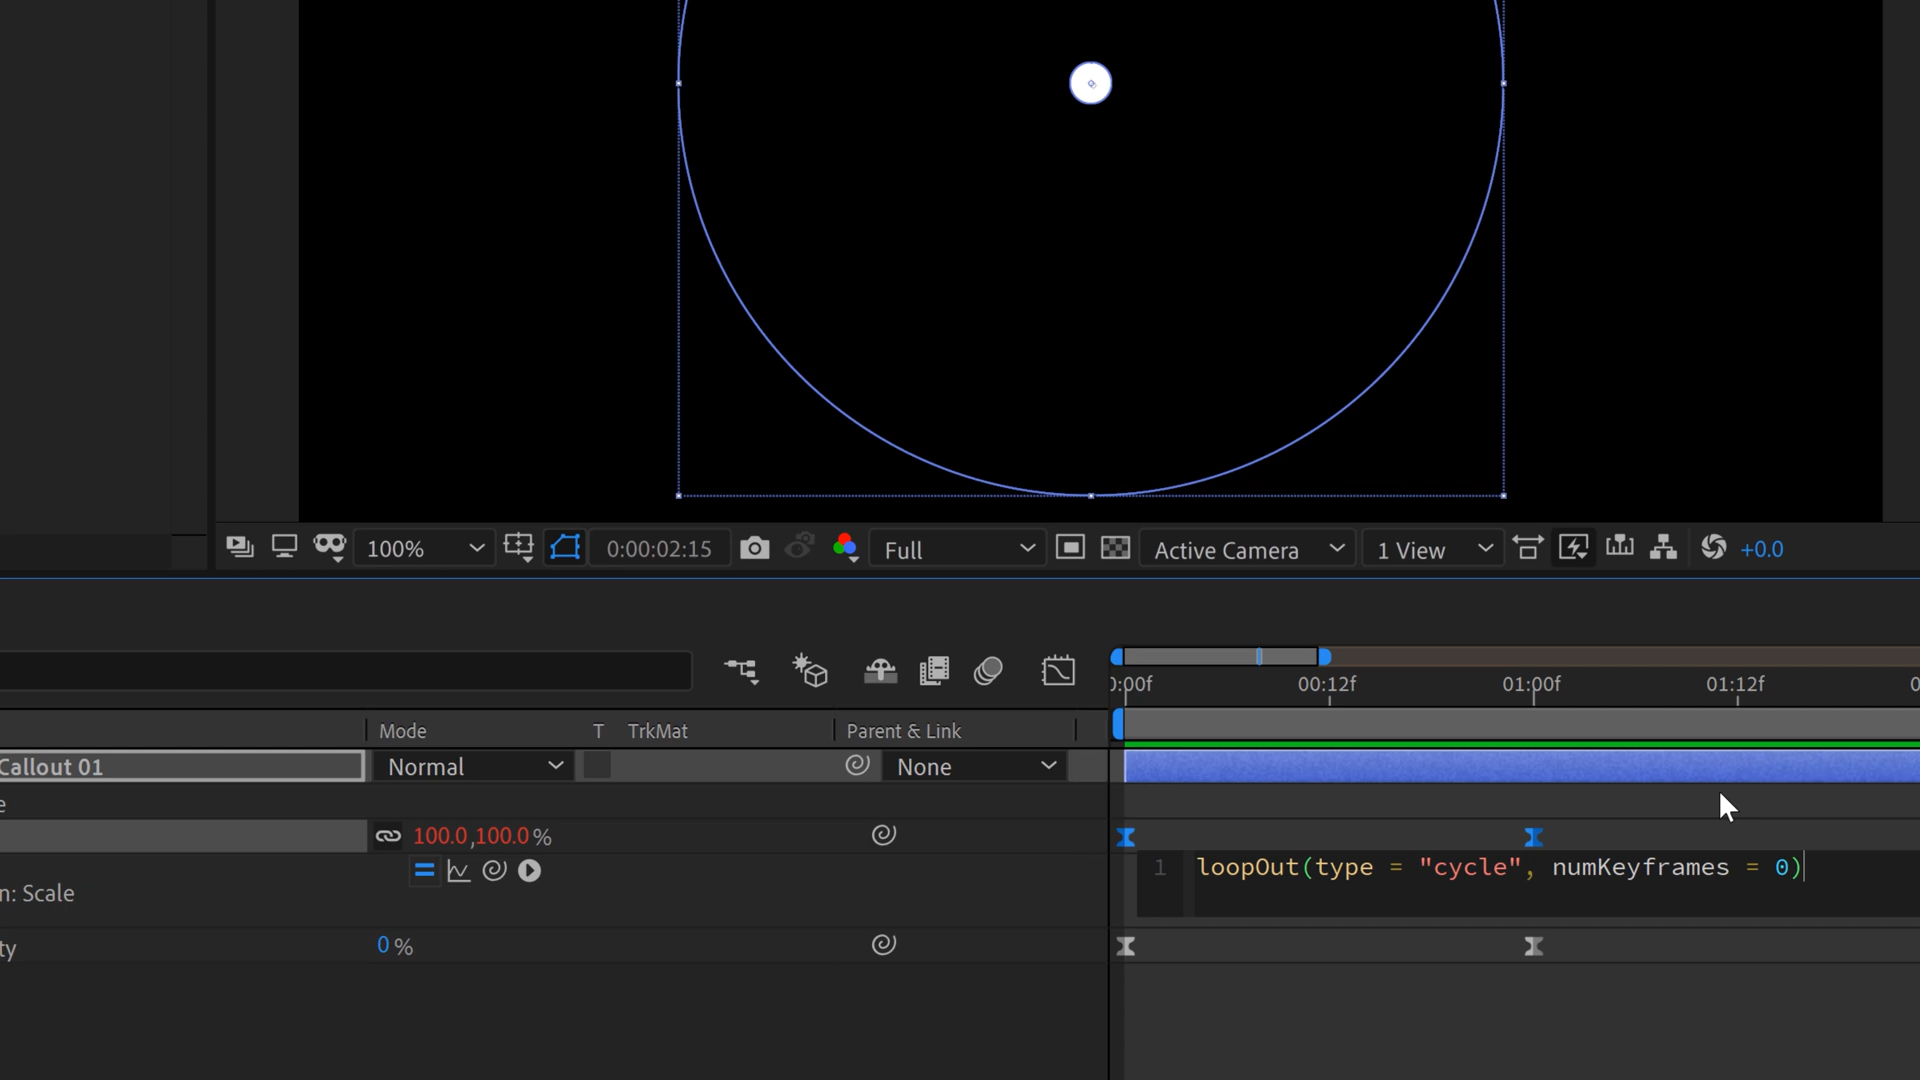 100%
0:00:02:15
Full
Active Camera
1 View
+0.0
:00f 00:12f 01:00f 01:12f
Mode T TrkMat Parent & Link
Callout 01 Normal None
e
100.0,100.0 %
1 loopOut(type = "cycle", numKeyframes = 0)
n: Scale
ty 0 %